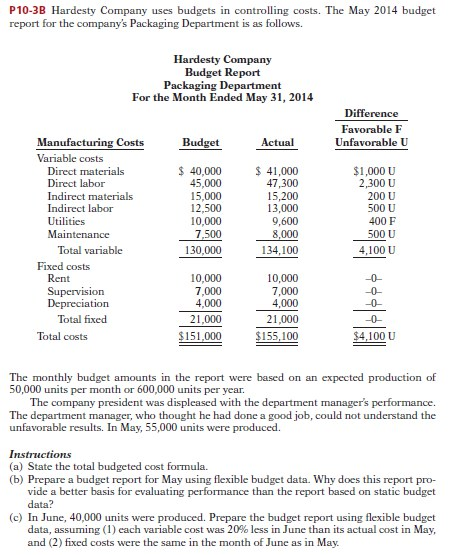 P10-3B Hardesty Company uses budgets in controlling costs. The May 2014 budget
report for the company's Packaging Department is as follows.
Hardesty Company
Budget Report
Packaging Department
For the Month Ended May 31, 2014
Difference
Favorable F
Manufacturing Costs Budget Actual Unfavorable U
Variable costs
Direct materials $ 40,000 $ 41,000 $1,000 U
Direct labor 45,000 47,300 2,300 U
Indirect materials 15,000 15,200 200 U
Indirect labor 12,500 13,000 500 U
Utilities 10,000 9,600 400 F
Maintenance 7,500 8,000 500 U
Total variable 130,000 134,100 4,100 U
Fixed costs
Rent 10,000 10,000 –0–
Supervision 7,000 7,000 –0–
Depreciation 4,000 4,000 –0–
Total fixed 21,000 21,000 –0–
Total costs $151,000 $155,100 $4,100 U
The monthly budget amounts in the report were based on an expected production of
50,000 units per month or 600,000 units per year.
The company president was displeased with the department manager's performance.
The department manager, who thought he had done a good job, could not understand the
unfavorable results. In May, 55,000 units were produced.
Instructions
(a) State the total budgeted cost formula.
(b) Prepare a budget report for May using flexible budget data. Why does this report pro-
vide a better basis for evaluating performance than the report based on static budget
data?
(c) In June, 40,000 units were produced. Prepare the budget report using flexible budget
data, assuming (1) each variable cost was 20% less in June than its actual cost in May,
and (2) fixed costs were the same in the month of June as in May.